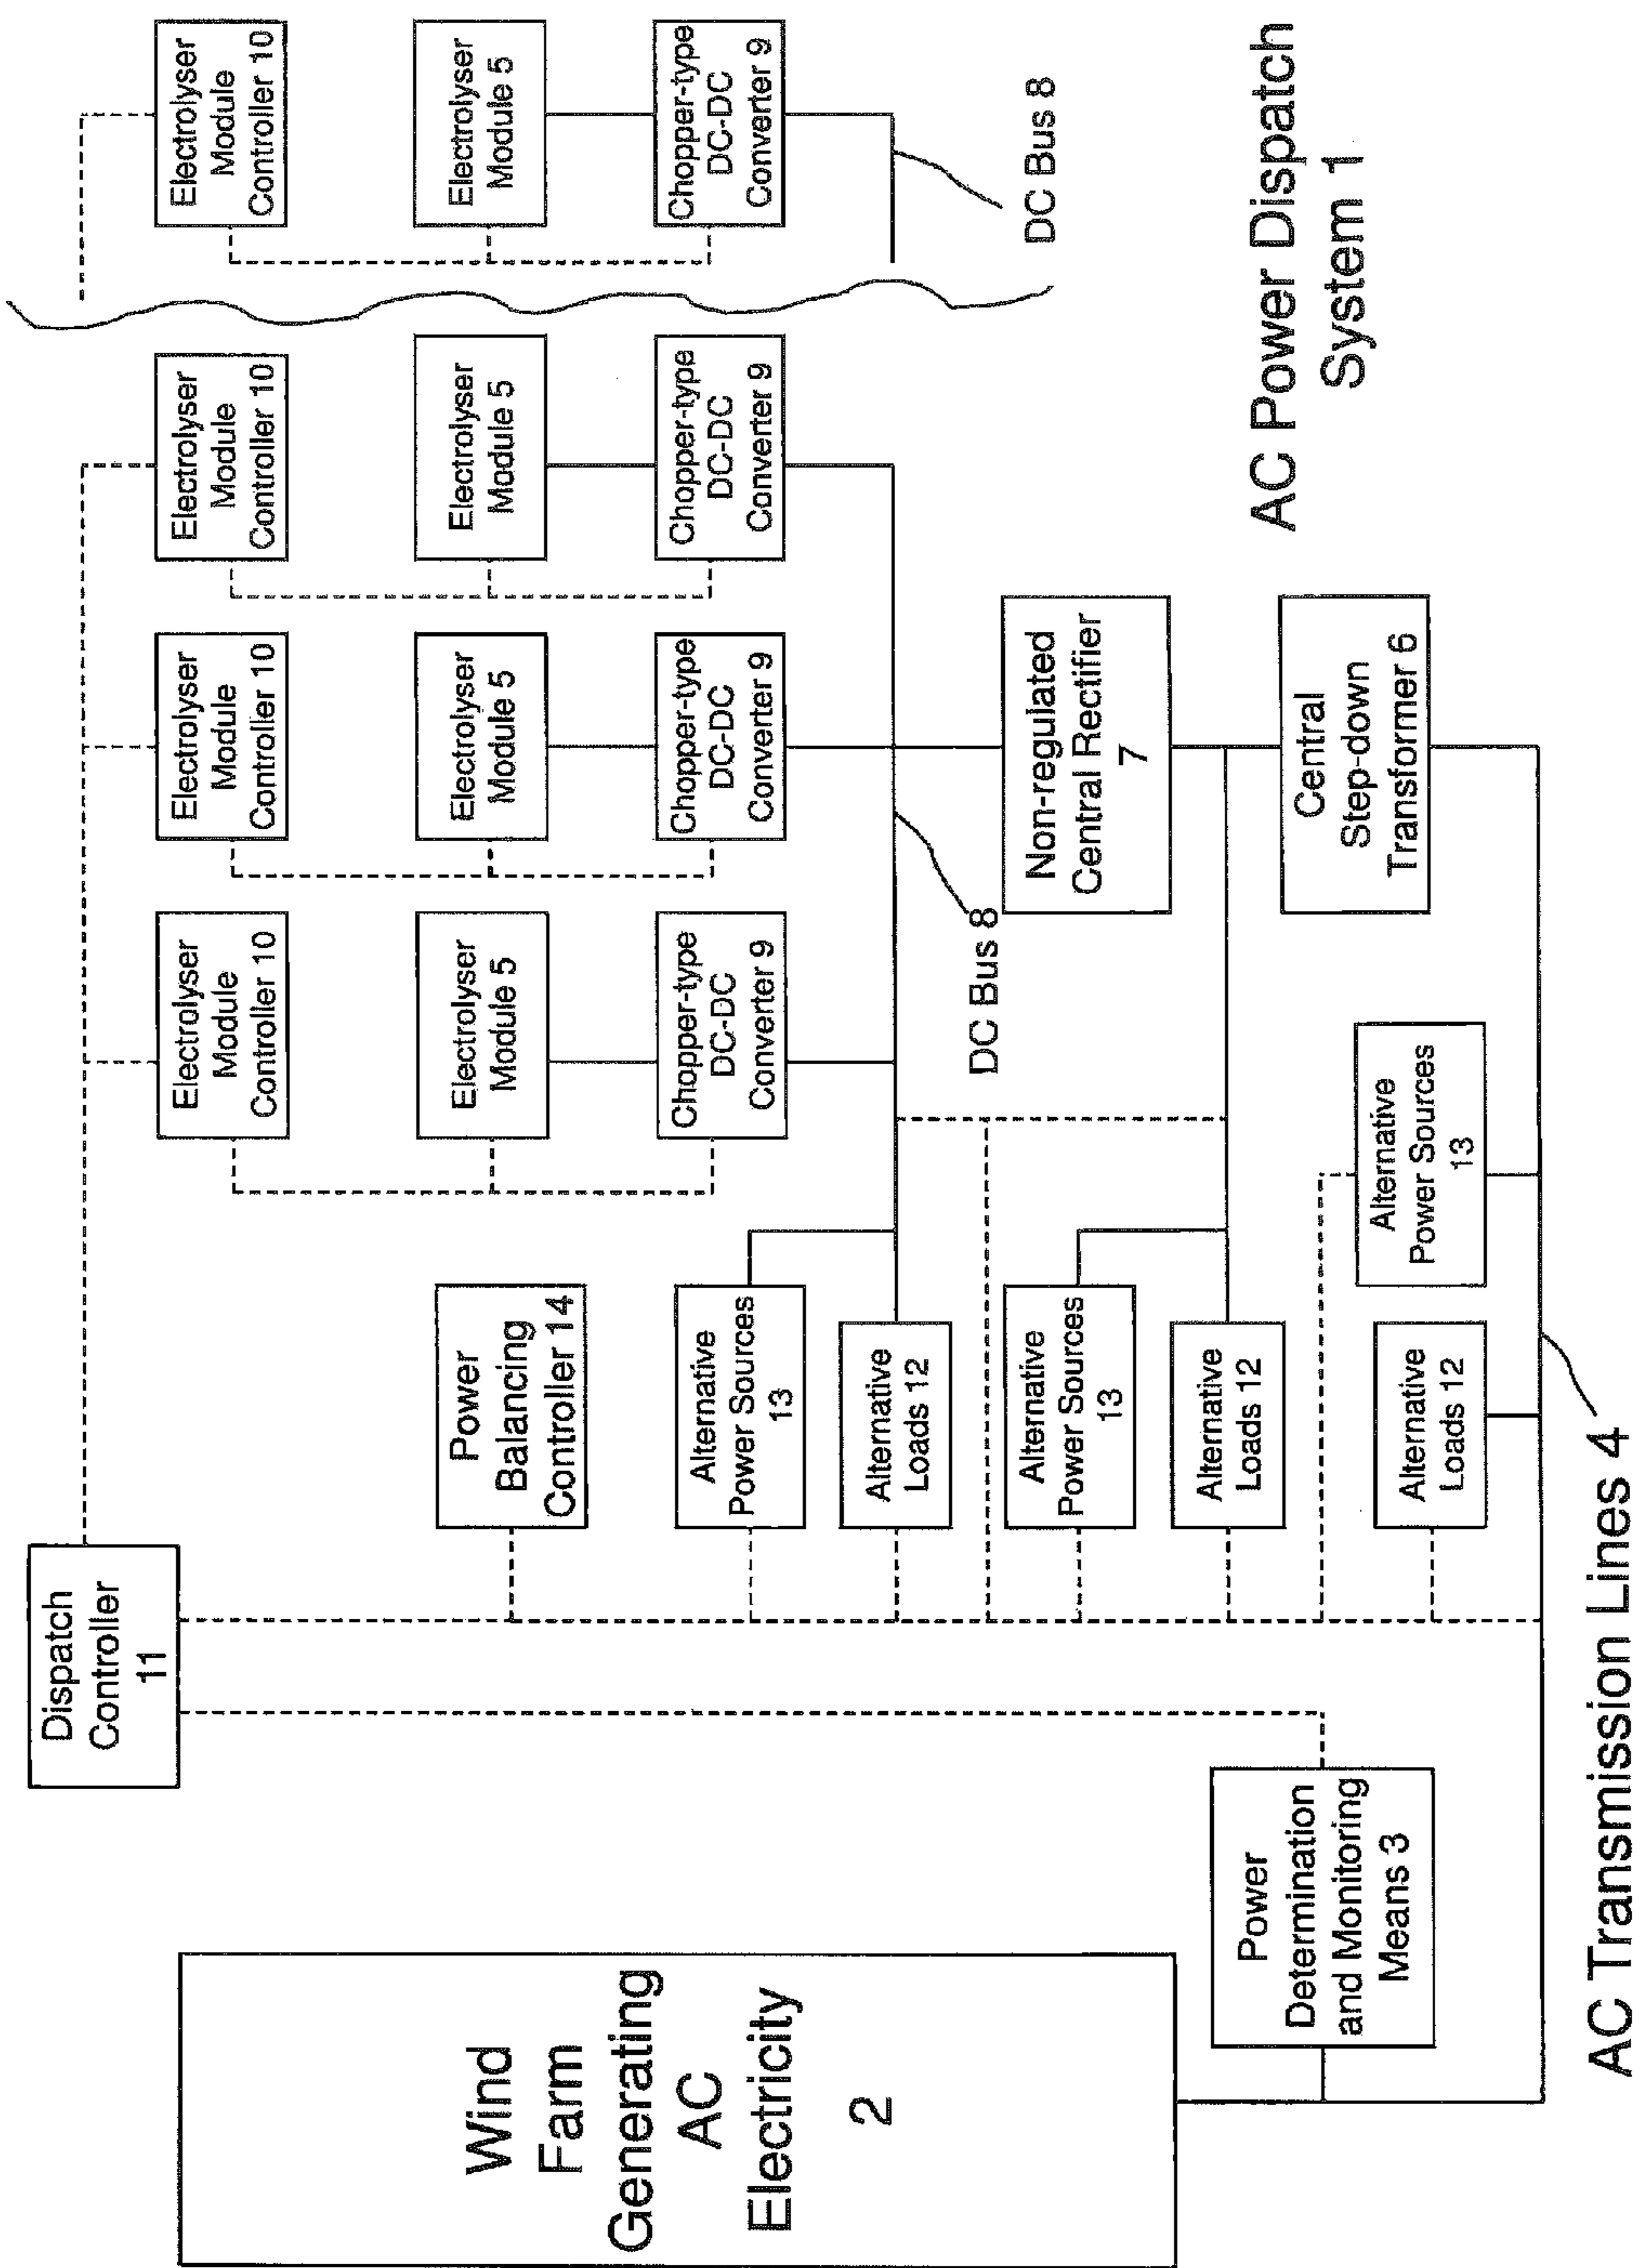 Wind
Farm
Generating
AC
Electricity
2
Power
Determination
and Monitoring
Means 3
AC Transmission Lines 4
Dispatch
Controller
11
Power
Balancing
Controller 14
Alternative
Power Sources
13
Alternative
Loads 12
Alternative
Power Sources
13
Alternative
Loads 12
Alternative
Loads 12
Alternative
Power Sources
13
Electrolyser
Module
Controller 10
Electrolyser
Module 5
Chopper-type
DC-DC
Converter 9
Electrolyser
Module
Controller 10
Electrolyser
Module 5
Chopper-type
DC-DC
Converter 9
Electrolyser
Module
Controller 10
Electrolyser
Module 5
Chopper-type
DC-DC
Converter 9
Electrolyser
Module
Controller 10
Electrolyser
Module 5
Chopper-type
DC-DC
Converter 9
DC Bus 8
DC Bus 8
Non-regulated
Central Rectifier
7
Central
Step-down
Transformer 6
AC Power Dispatch
System 1